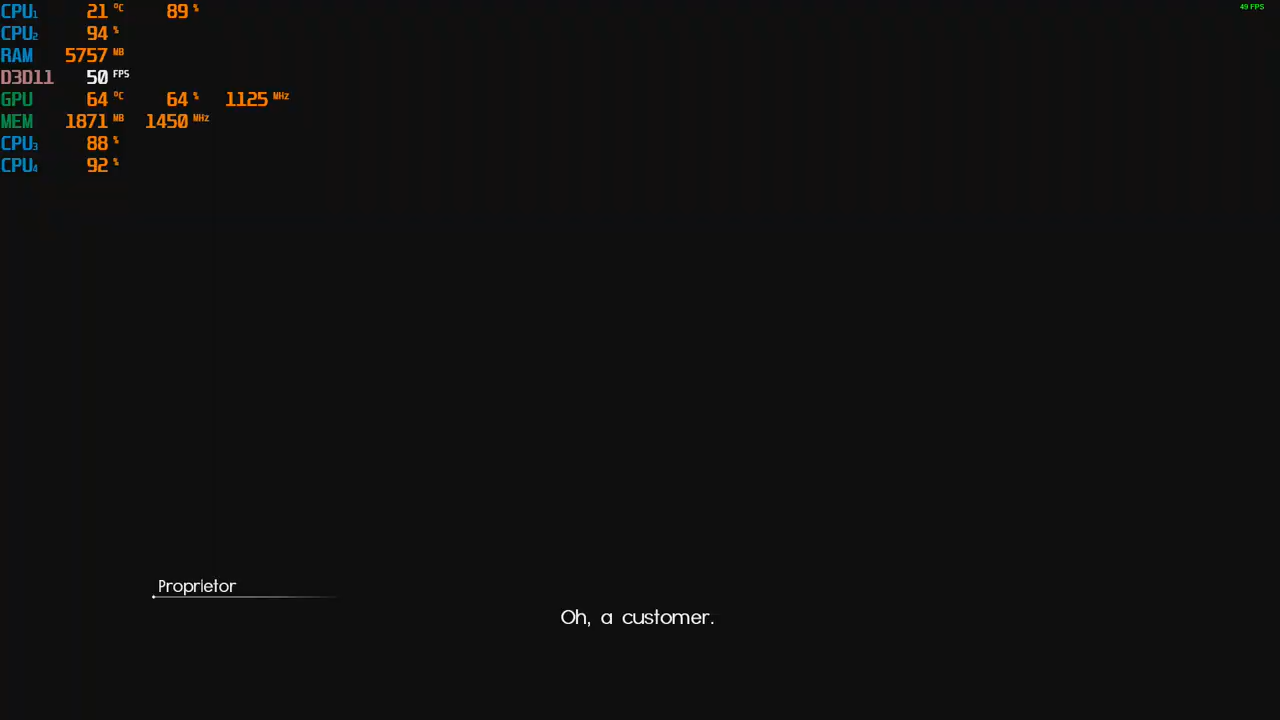 CPU₁ 21 °C 89 %
49 FPS
CPU₂ 94 %
RAM 5757 MB
D3D11 50 FPS
GPU 64 °C 64 % 1125 MHz
MEM 1871 MB 1450 MHz
CPU₃ 88 %
CPU₄ 92 %
Proprietor
Oh, a customer.